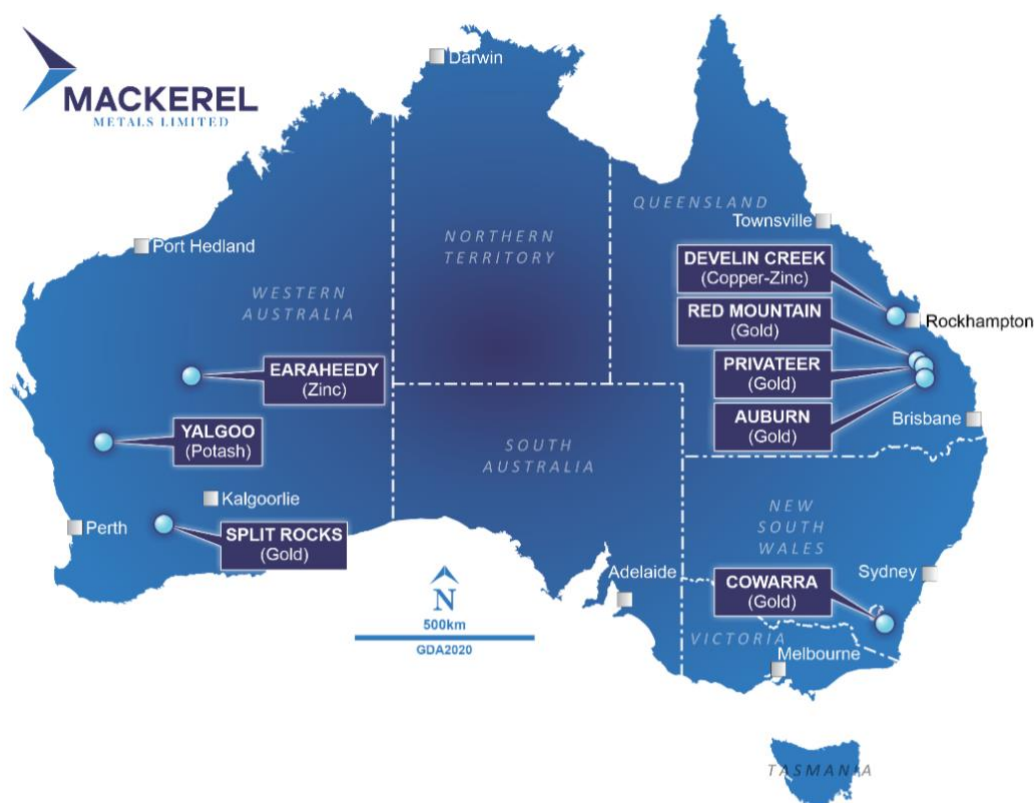 MACKEREL
METALS LIMITED
Darwin
QUEENSLAND
Townsville
Port Hedland
NORTHERN
TERRITORY
DEVELIN CREEK
(Copper-Zinc)
WESTERN
AUSTRALIA
RED MOUNTAIN
(Gold)
Rockhampton
EARAHEEDY
(Zinc)
PRIVATEER
(Gold)
AUBURN
(Gold)
Brisbane
YALGOO
(Potash)
SOUTH
AUSTRALIA
Kalgoorlie
NEW
SOUTH
WALES
Perth
SPLIT ROCKS
(Gold)
Adelaide
Sydney
COWARRA
(Gold)
N
500km
GDA2020
VICTORIA
Melbourne
TASMANIA